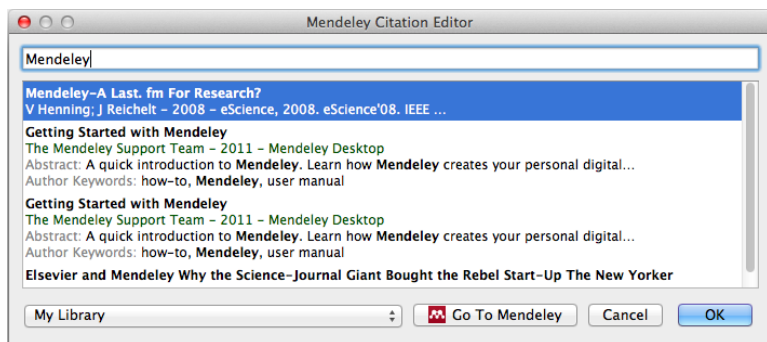 Mendeley Citation Editor
Mendeley
Mendeley–A Last. fm For Research?
V Henning; J Reichelt – 2008 – eScience, 2008. eScience'08. IEEE ...
Getting Started with Mendeley
The Mendeley Support Team – 2011 – Mendeley Desktop
Abstract: A quick introduction to Mendeley. Learn how Mendeley creates your personal digital...
Author Keywords: how-to, Mendeley, user manual
Getting Started with Mendeley
The Mendeley Support Team – 2011 – Mendeley Desktop
Abstract: A quick introduction to Mendeley. Learn how Mendeley creates your personal digital...
Author Keywords: how-to, Mendeley, user manual
Elsevier and Mendeley Why the Science–Journal Giant Bought the Rebel Start–Up The New Yorker
My Library Go To Mendeley Cancel OK